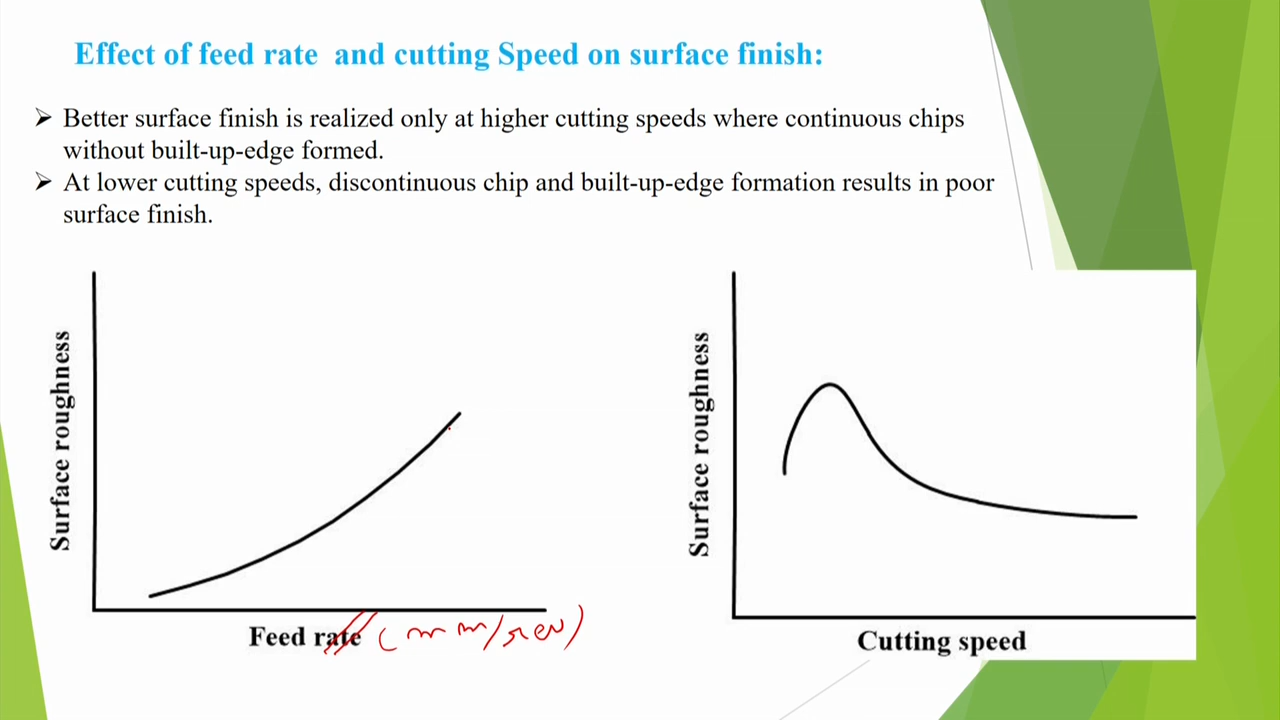 Effect of feed rate and cutting Speed on surface finish:
➢ Better surface finish is realized only at higher cutting speeds where continuous chips
without built-up-edge formed.
➢ At lower cutting speeds, discontinuous chip and built-up-edge formation results in poor
surface finish.
Surface roughness
Feed rate (mm/rev)
Surface roughness
Cutting speed